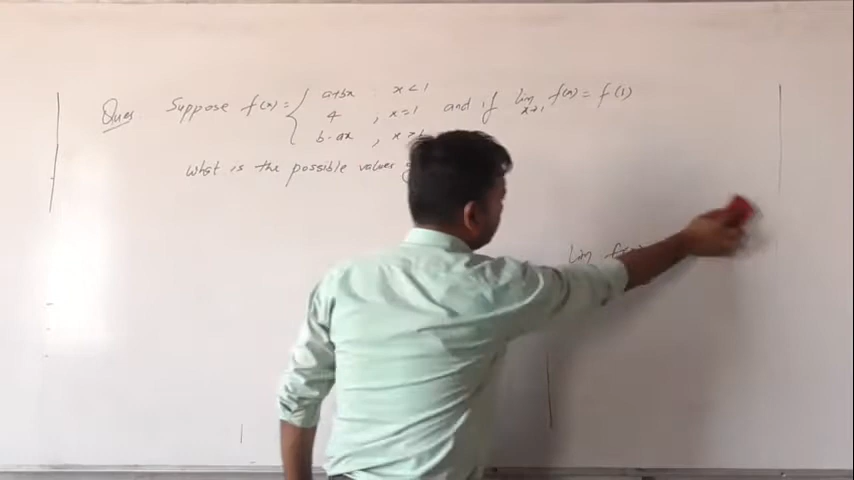 Ques Suppose f(x) = { a+bx , x<1
4 , x=1 and if lim x→1 f(x) = f(1)
b-ax , x>1
What is the possible values
lim